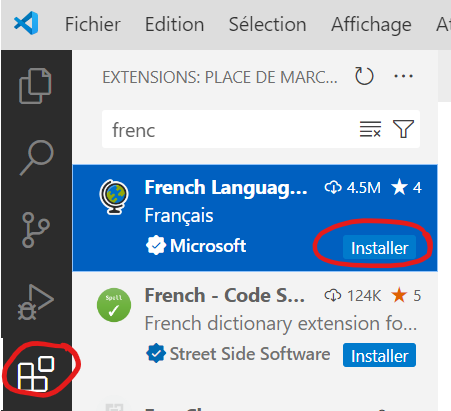 Fichier Edition Sélection Affichage
EXTENSIONS: PLACE DE MARC...
frenc
French Languag... 4.5M 4
Français
Microsoft Installer
French - Code S... 124K 5
French dictionary extension fo...
Street Side Software Installer
Spell